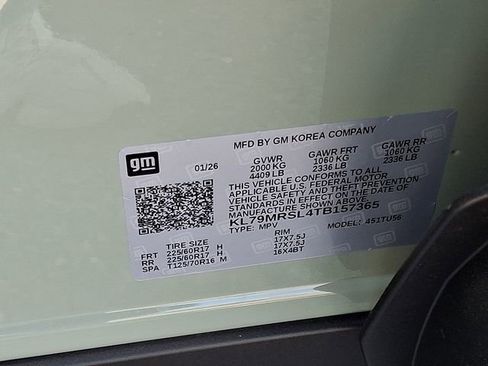 MFD BY GM KOREA COMPANY
gm
01/26 GVWR GAWR FRT GAWR RR
2000 KG 1060 KG 1060 KG
4409 LB 2336 LB 2336 LB
THIS VEHICLE CONFORMS TO ALL
APPLICABLE U.S. FEDERAL MOTOR
VEHICLE SAFETY AND THEFT PREVENTION
STANDARDS IN EFFECT ON THE DATE OF
MANUFACTURE SHOWN ABOVE.
KL79MRSL4TB157365
TYPE: MPV MODEL: 451TU56
TIRE SIZE RIM
FRT 225/60R17 H 17X7.5J
RR 225/60R17 H 17X7.5J
SPA T125/70R16 M 16X4BT